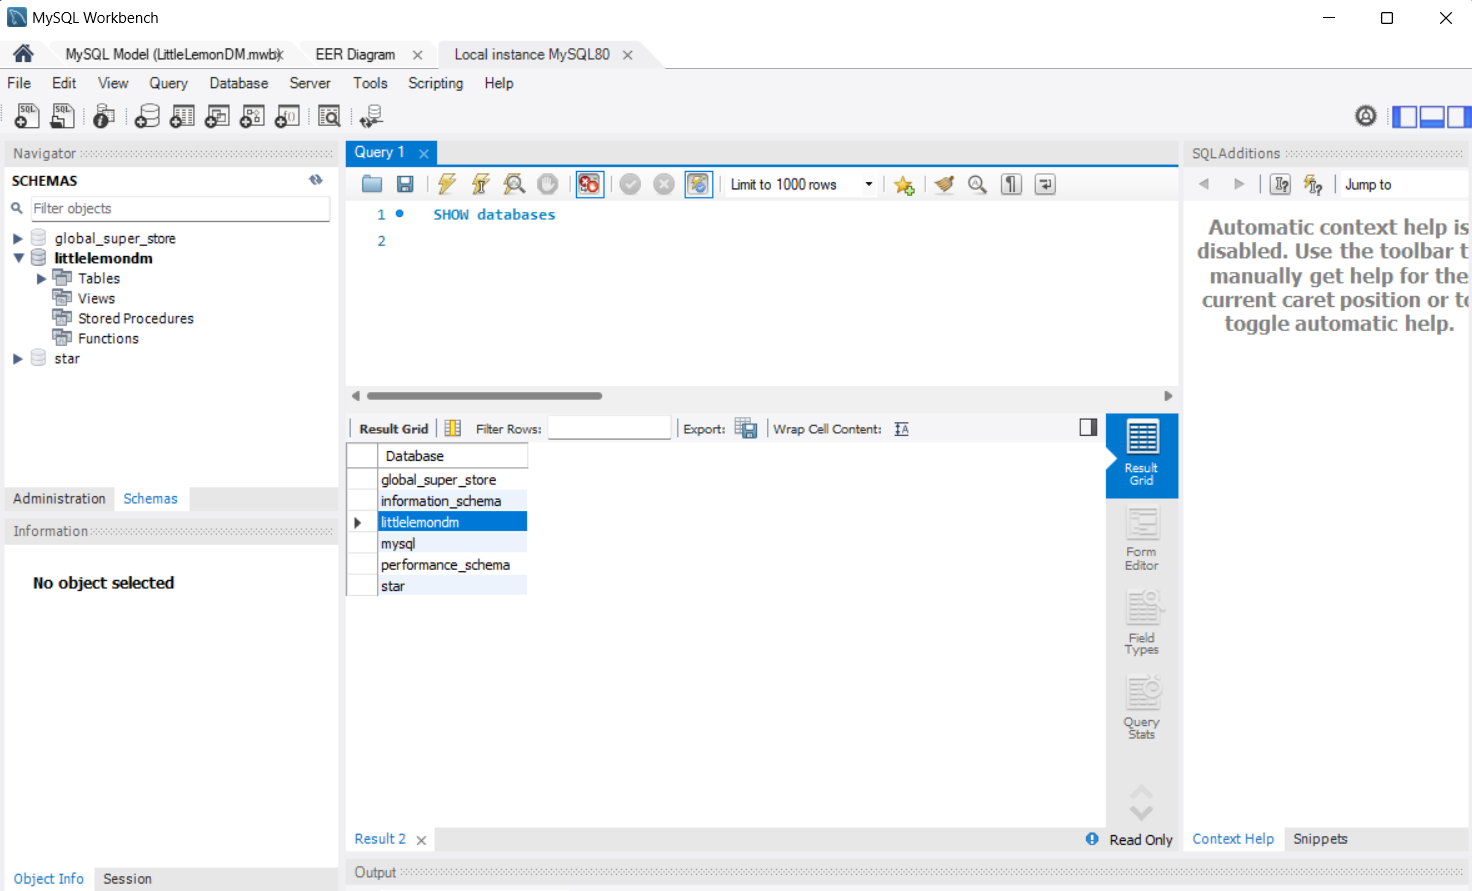 MySQL Workbench
MySQL Model (LittleLemonDM.mwb)
EER Diagram
Local instance MySQL80
File Edit View Query Database Server Tools Scripting Help
SQL SQL
Navigator
SCHEMAS
Filter objects
global_super_store
littlelemondm
Tables
Views
Stored Procedures
Functions
star
Administration Schemas
Information
No object selected
Object Info Session
Query 1
Limit to 1000 rows
1 SHOW databases
2
Result Grid Filter Rows: Export: Wrap Cell Content:
Database
global_super_store
information_schema
littlelemondm
mysql
performance_schema
star
Result
Grid
Form
Editor
Field
Types
Query
Stats
Result 2
Read Only
Output
SQLAdditions
Jump to
Automatic context help is
disabled. Use the toolbar t
manually get help for the
current caret position or to
toggle automatic help.
Context Help Snippets